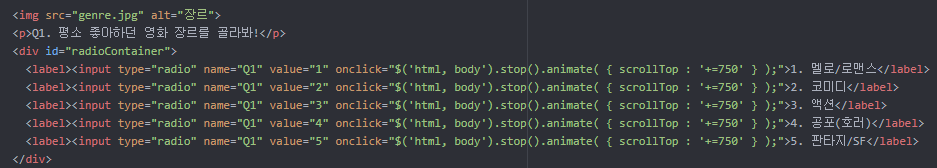 <img src="genre.jpg" alt="장르">
<p>Q1. 평소 좋아하던 영화 장르를 골라봐!</p>
<div id="radioContainer">
<label><input type="radio" name="Q1" value="1" onclick="$('html, body').stop().animate( { scrollTop : '+=750' } );">1. 멜로/로맨스</label>
<label><input type="radio" name="Q1" value="2" onclick="$('html, body').stop().animate( { scrollTop : '+=750' } );">2. 코미디</label>
<label><input type="radio" name="Q1" value="3" onclick="$('html, body').stop().animate( { scrollTop : '+=750' } );">3. 액션</label>
<label><input type="radio" name="Q1" value="4" onclick="$('html, body').stop().animate( { scrollTop : '+=750' } );">4. 공포(호러)</label>
<label><input type="radio" name="Q1" value="5" onclick="$('html, body').stop().animate( { scrollTop : '+=750' } );">5. 판타지/SF</label>
</div>